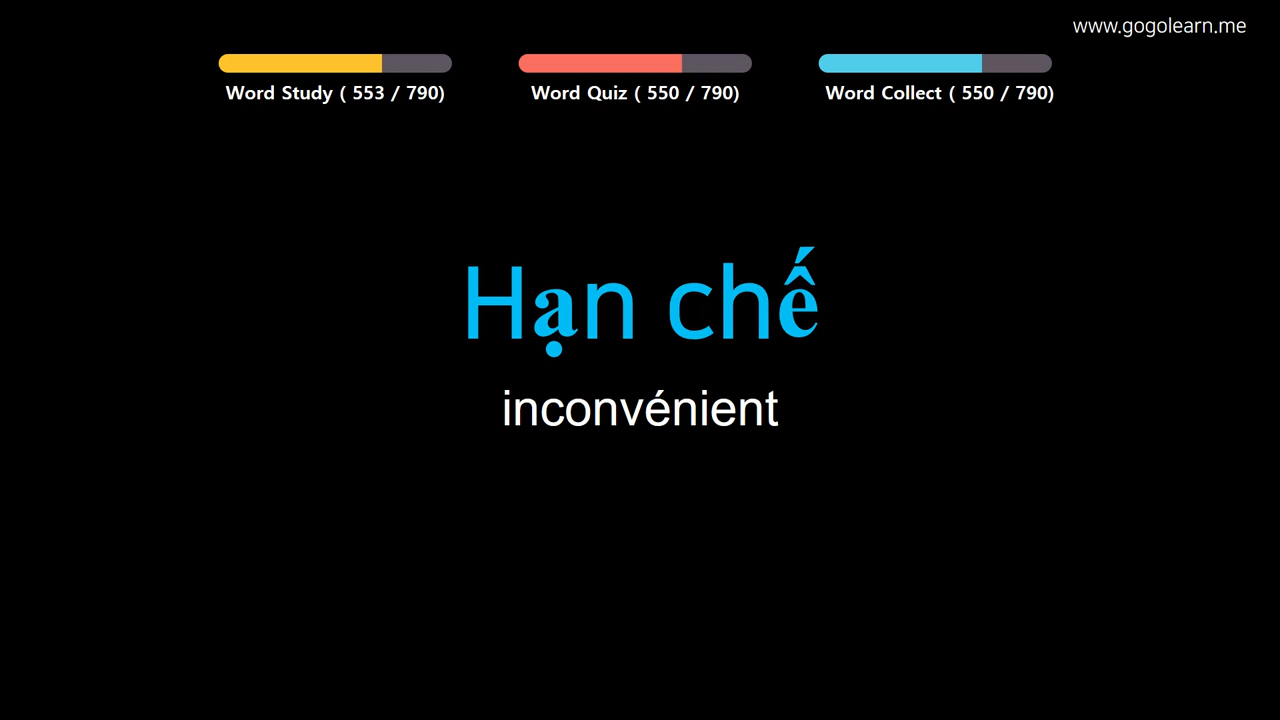 www.gogolearn.me
Word Study ( 553 / 790)
Word Quiz ( 550 / 790)
Word Collect ( 550 / 790)
Hạn chế
inconvénient